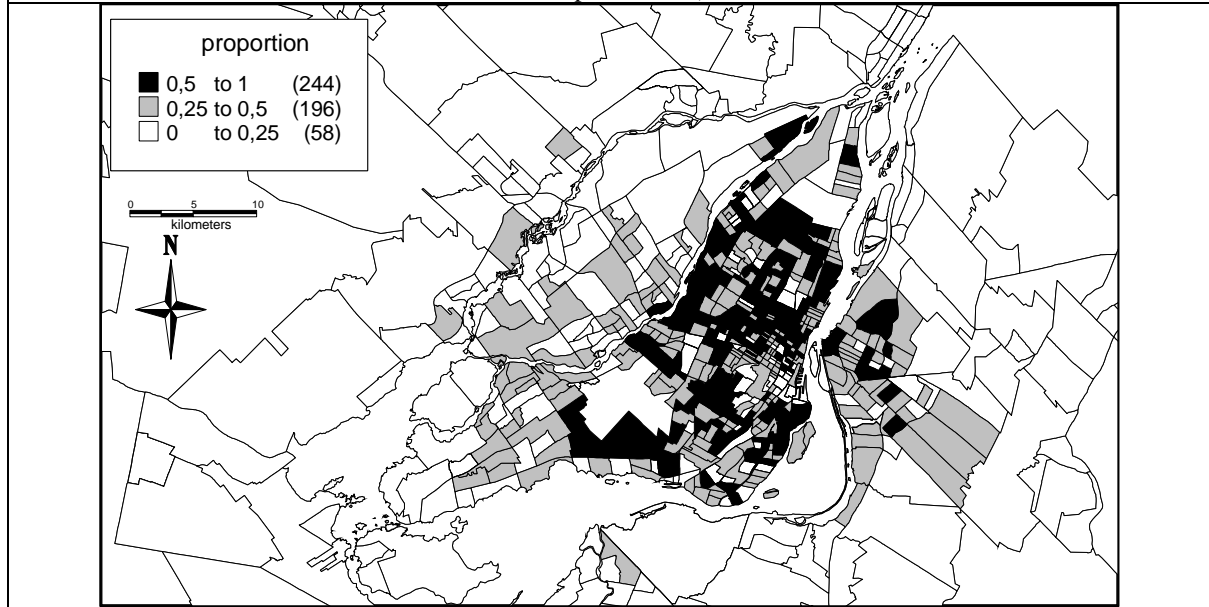 proportion
0,5 to 1 (244)
0,25 to 0,5 (196)
0 to 0,25 (58)
0 5 10
kilometers
N